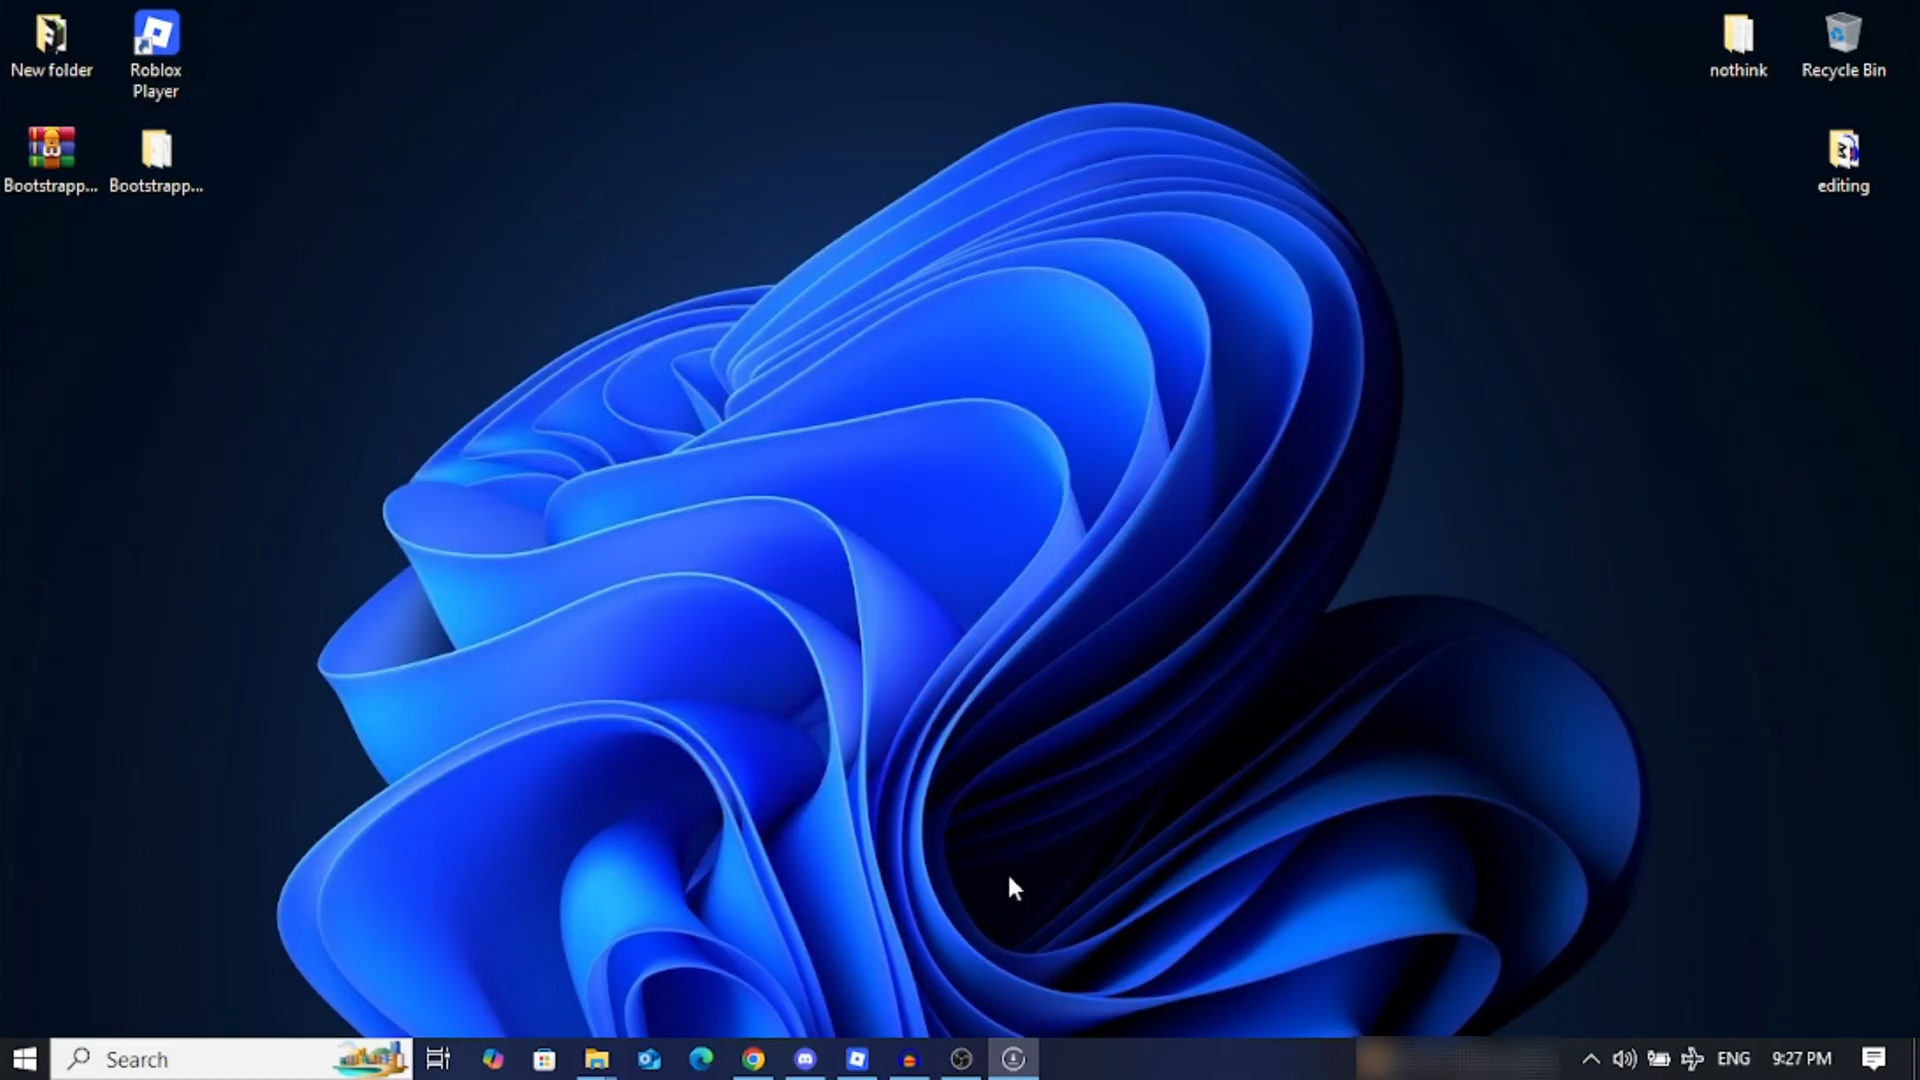 New folder
Roblox
Player
nothink
Recycle Bin
Bootstrapp...
Bootstrapp...
editing
Search
ENG
9:27 PM